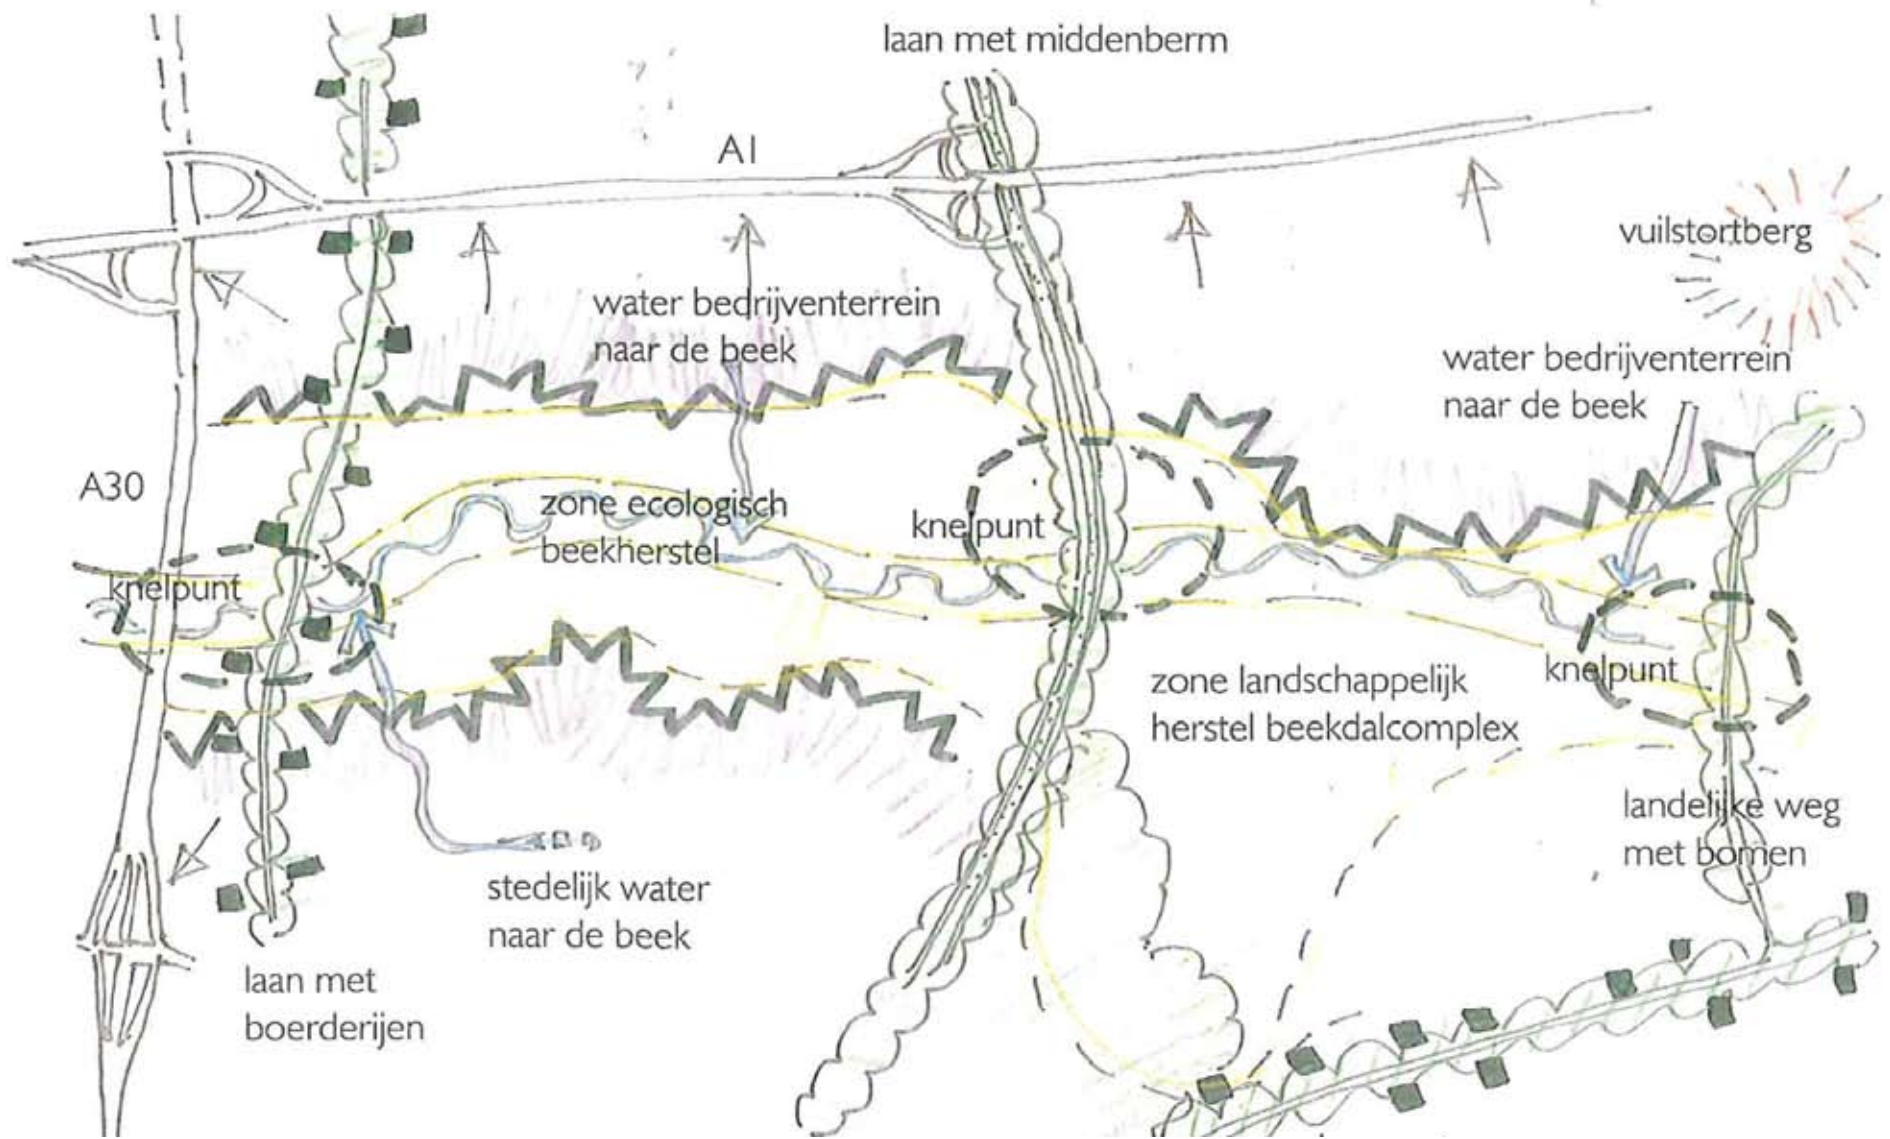 laan met middenberm
A1
vuilstortberg
water bedrijventerrein
naar de beek
water bedrijventerrein
naar de beek
A30
zone ecologisch
beekherstel
knelpunt
knelpunt
knelpunt
zone landschappelijk
herstel beekdalcomplex
landelijke weg
met bomen
stedelijk water
naar de beek
laan met
boerderijen